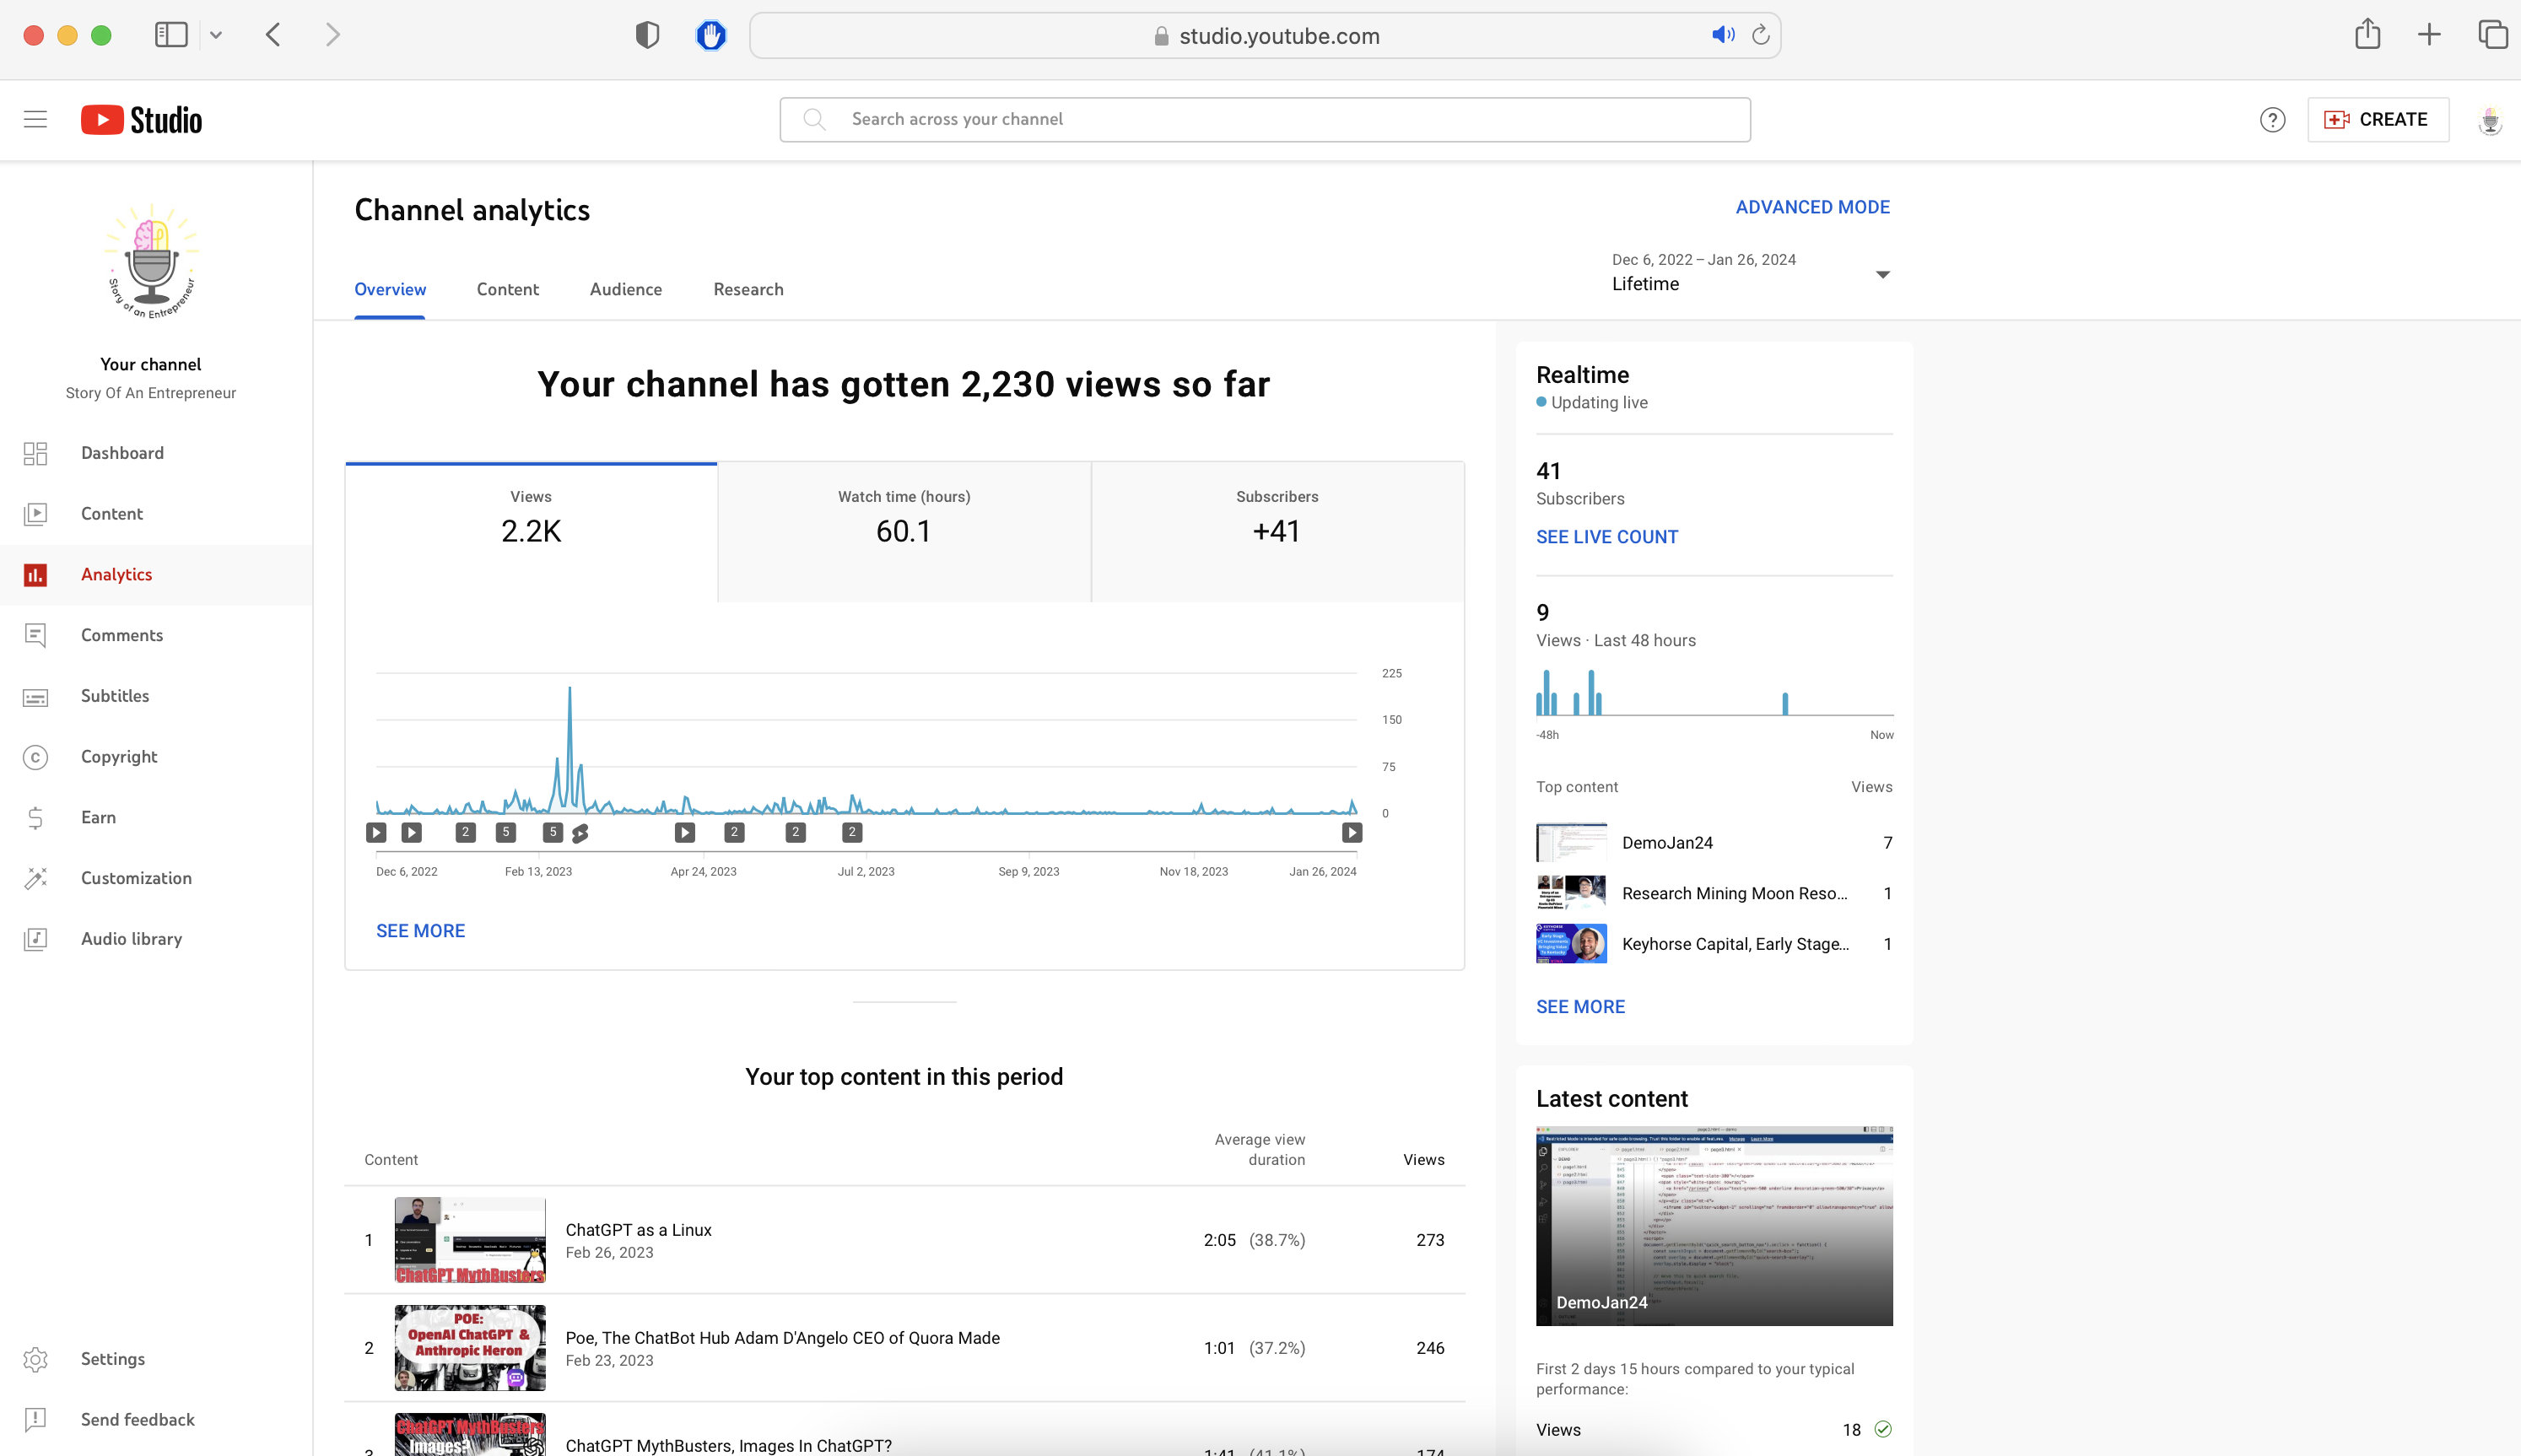 studio.youtube.com
Studio
Search across your channel
CREATE
Story of an Entrepreneur
Your channel
Story Of An Entrepreneur
Dashboard
Content
Analytics
Comments
Subtitles
Copyright
Earn
Customization
Audio library
Settings
Send feedback
Channel analytics
ADVANCED MODE
Overview
Content
Audience
Research
Dec 6, 2022 – Jan 26, 2024
Lifetime
Your channel has gotten 2,230 views so far
Views
2.2K
Watch time (hours)
60.1
Subscribers
+41
225
150
75
0
2 5 5 2 2 2
Dec 6, 2022 Feb 13, 2023 Apr 24, 2023 Jul 2, 2023 Sep 9, 2023 Nov 18, 2023 Jan 26, 2024
SEE MORE
Your top content in this period
Content Average view duration Views
1
ChatGPT MythBusters
ChatGPT as a Linux
Feb 26, 2023
2:05 (38.7%) 273
2
POE:
OpenAI ChatGPT &
Anthropic Heron
Poe, The ChatBot Hub Adam D'Angelo CEO of Quora Made
Feb 23, 2023
1:01 (37.2%) 246
3
ChatGPT MythBusters
Images?
ChatGPT MythBusters, Images In ChatGPT?
1:41 (41.1%) 174
Realtime
Updating live
41
Subscribers
SEE LIVE COUNT
9
Views · Last 48 hours
-48h Now
Top content Views
DemoJan24 7
Research Mining Moon Reso... 1
Keyhorse Capital, Early Stage... 1
SEE MORE
Latest content
DemoJan24
First 2 days 15 hours compared to your typical
performance:
Views 18